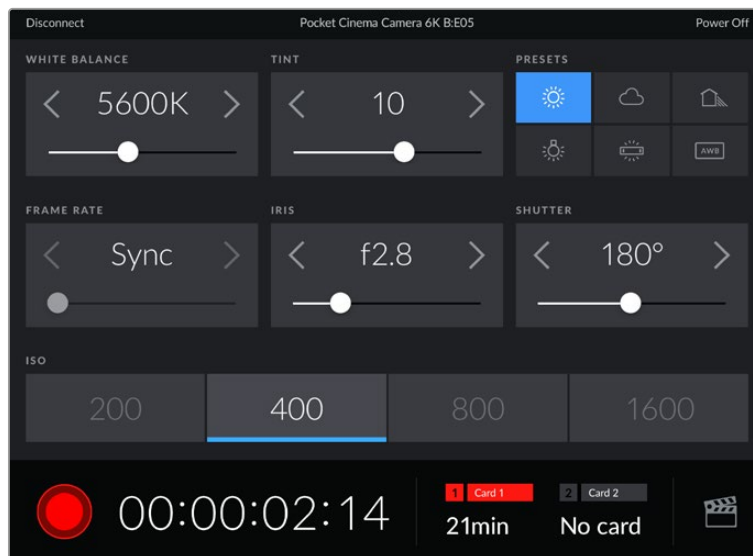 Disconnect Pocket Cinema Camera 6K B:E05 Power Off
WHITE BALANCE TINT PRESETS
5600K 10
AWB
FRAME RATE IRIS SHUTTER
Sync f2.8 180°
ISO
200 400 800 1600
00:00:02:14
1 Card 1 2 Card 2
21min No card